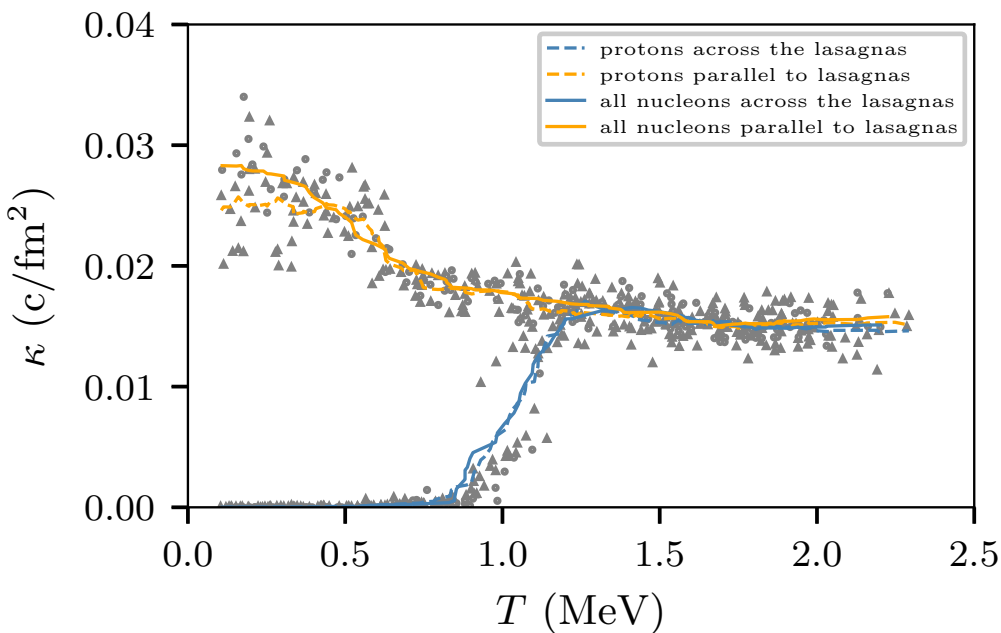 0.04
0.03
0.02
0.01
0.00
κ (c/fm²)
protons across the lasagnas
protons parallel to lasagnas
all nucleons across the lasagnas
all nucleons parallel to lasagnas
0.0 0.5 1.0 1.5 2.0 2.5
T (MeV)